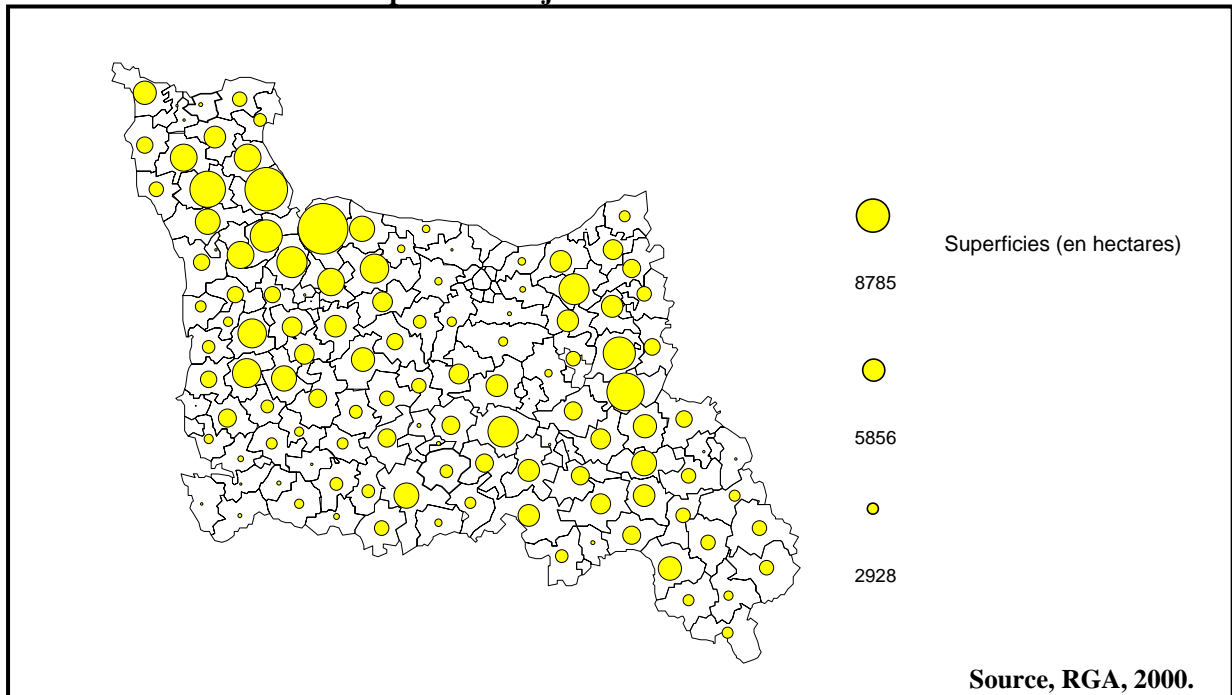 Superficies (en hectares)
8785
5856
2928
Source, RGA, 2000.